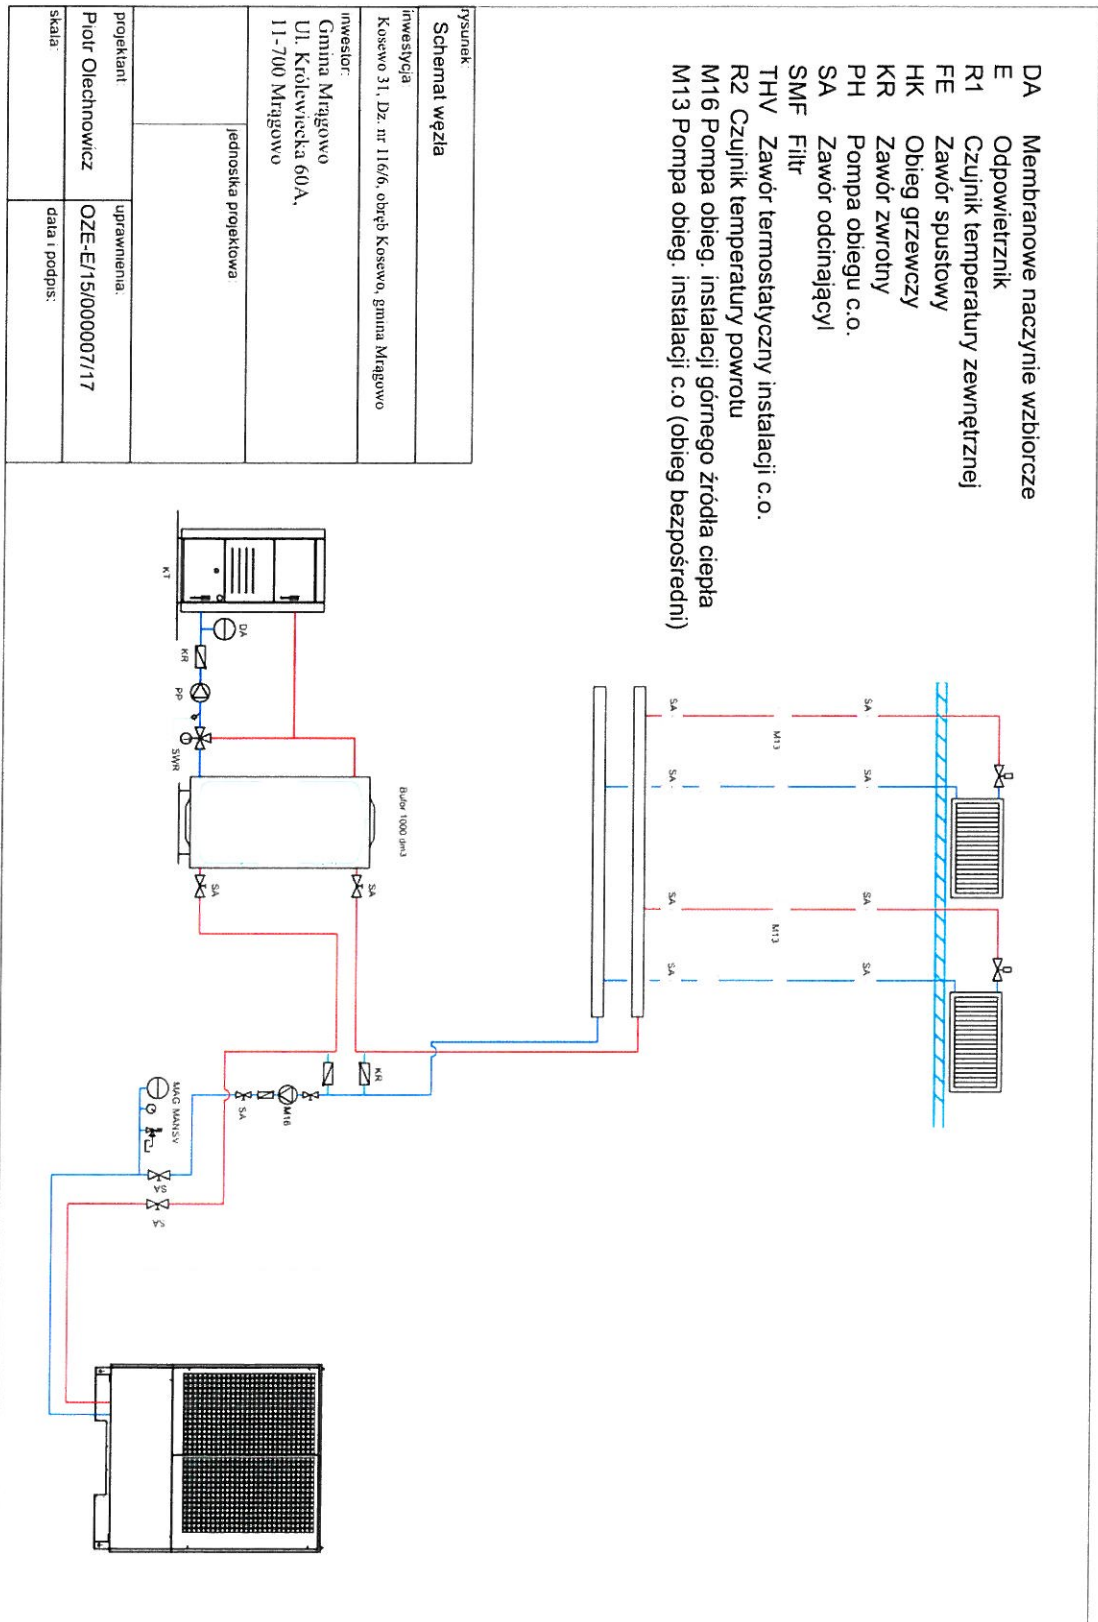 DA Membranowe naczynie wzbiorcze
E Odpowietrznik
R1 Czujnik temperatury zewnętrznej
FE Zawór spustowy
HK Obieg grzewczy
KR Zawór zwrotny
PH Pompa obiegu c.o.
SA Zawór odcinającyl
SMF Filtr
THV Zawór termostatyczny instalacji c.o.
R2 Czujnik temperatury powrotu
M16 Pompa obieg. instalacji górnego źródła ciepła
M13 Pompa obieg. instalacji c.o (obieg bezpośredni)
SA
SA
SA
SA
M13
M13
SA
SA
SA
SA
Bufor 1000 dm3
KT
DA
KR
PP
SWR
SA
SA
KR
M16
SA
MAG MANSV
SA
SA
rysunek:
Schemat węzła
inwestycja
Kosewo 31, Dz. nr 116/6, obręb Kosewo, gmina Mrągowo
inwestor:
Gmina Mrągowo
Ul. Królewiecka 60A,
11-700 Mrągowo
jednostka projektowa:
projektant:
Piotr Olechnowicz
uprawnienia:
OZE-E/15/000007/17
skala:
data i podpis: